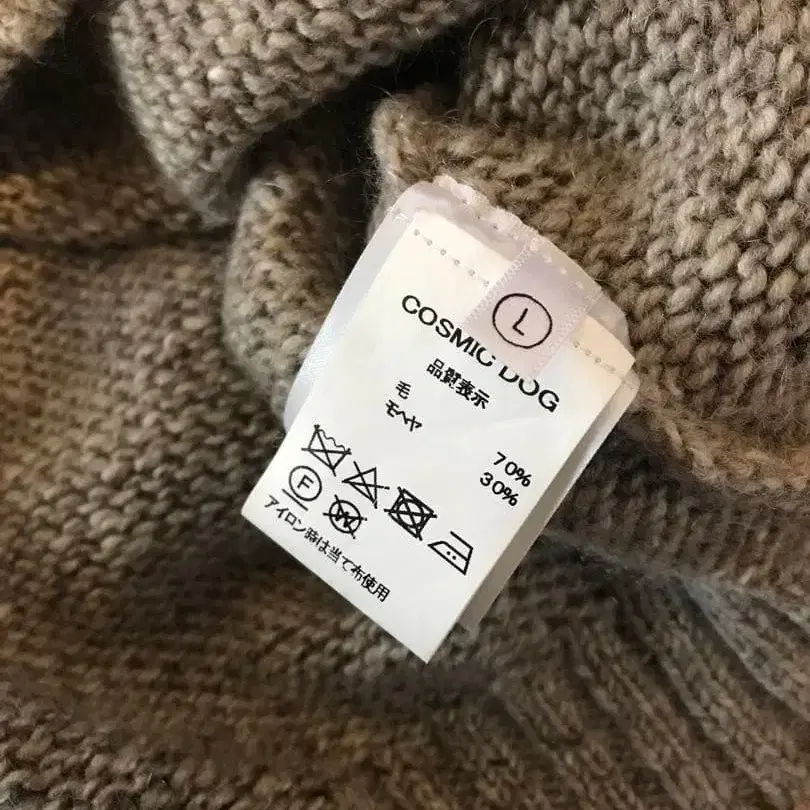 L
COSMIC DOG
品質表示
毛 70%
モヘヤ 30%
F
W
アイロン時は当て布使用